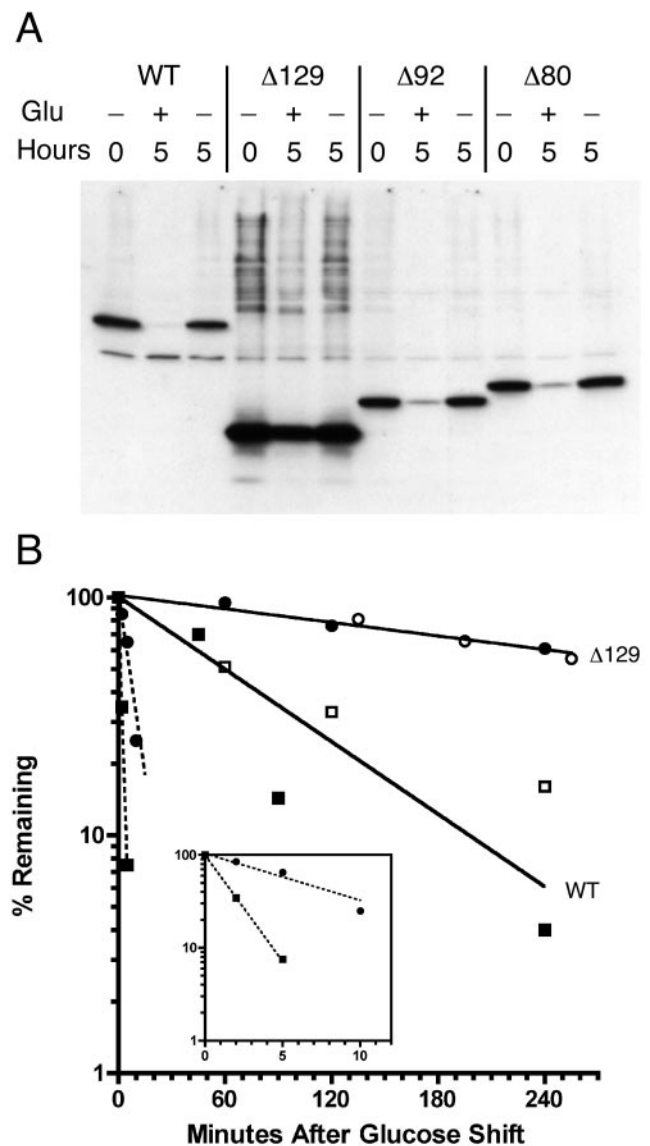 A
WT Δ129 Δ92 Δ80
Glu – + – – + – – + – – + –
Hours 0 5 5 0 5 5 0 5 5 0 5 5
B
100
10
1
% Remaining
Δ129
WT
100
10
1
0 5 10
0 60 120 180 240
Minutes After Glucose Shift